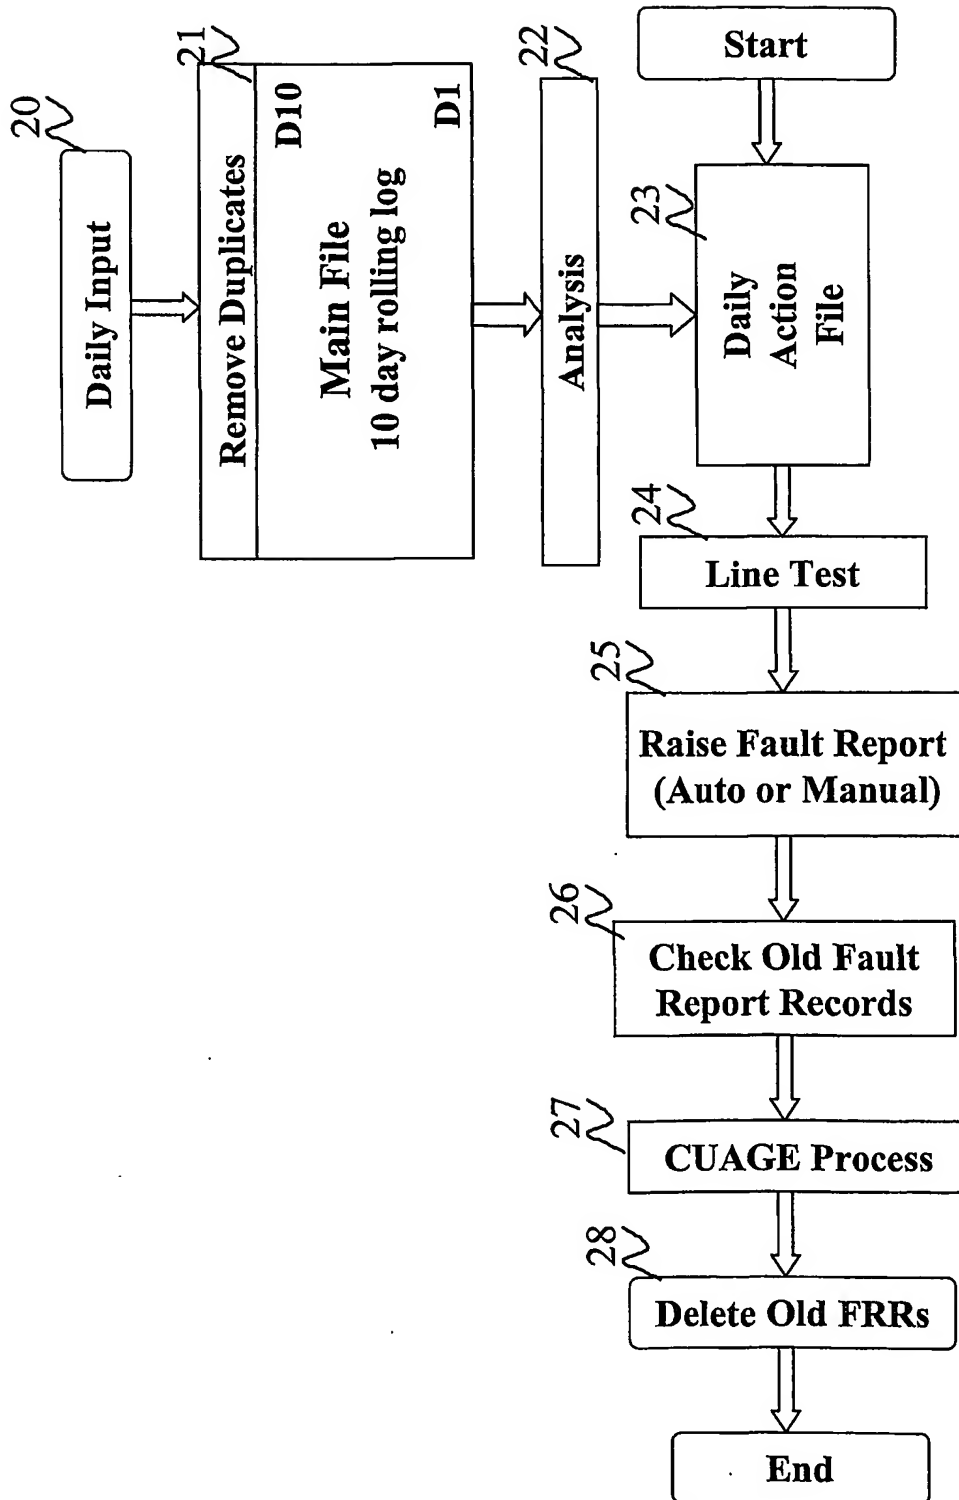 20
Daily Input
21
Remove Duplicates
D10
Main File
10 day rolling log
D1
22
Analysis
Start
23
Daily
Action
File
24
Line Test
25
Raise Fault Report
(Auto or Manual)
26
Check Old Fault
Report Records
27
CUAGE Process
28
Delete Old FRRs
End